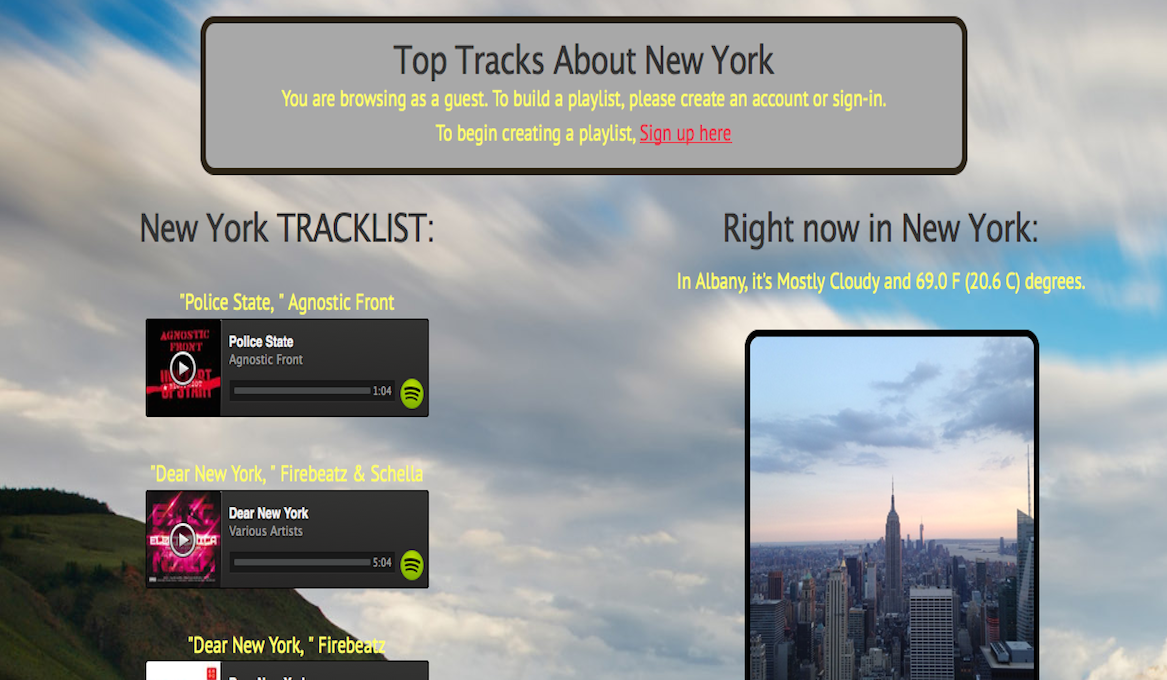 Top Tracks About New York
You are browsing as a guest. To build a playlist, please create an account or sign-in.
To begin creating a playlist, Sign up here
New York TRACKLIST:
"Police State, " Agnostic Front
AGNOSTIC
FRONT
Police State
Agnostic Front
1:04
"Dear New York, " Firebeatz & Schella
Dear New York
Various Artists
5:04
"Dear New York, " Firebeatz
Right now in New York:
In Albany, it's Mostly Cloudy and 69.0 F (20.6 C) degrees.